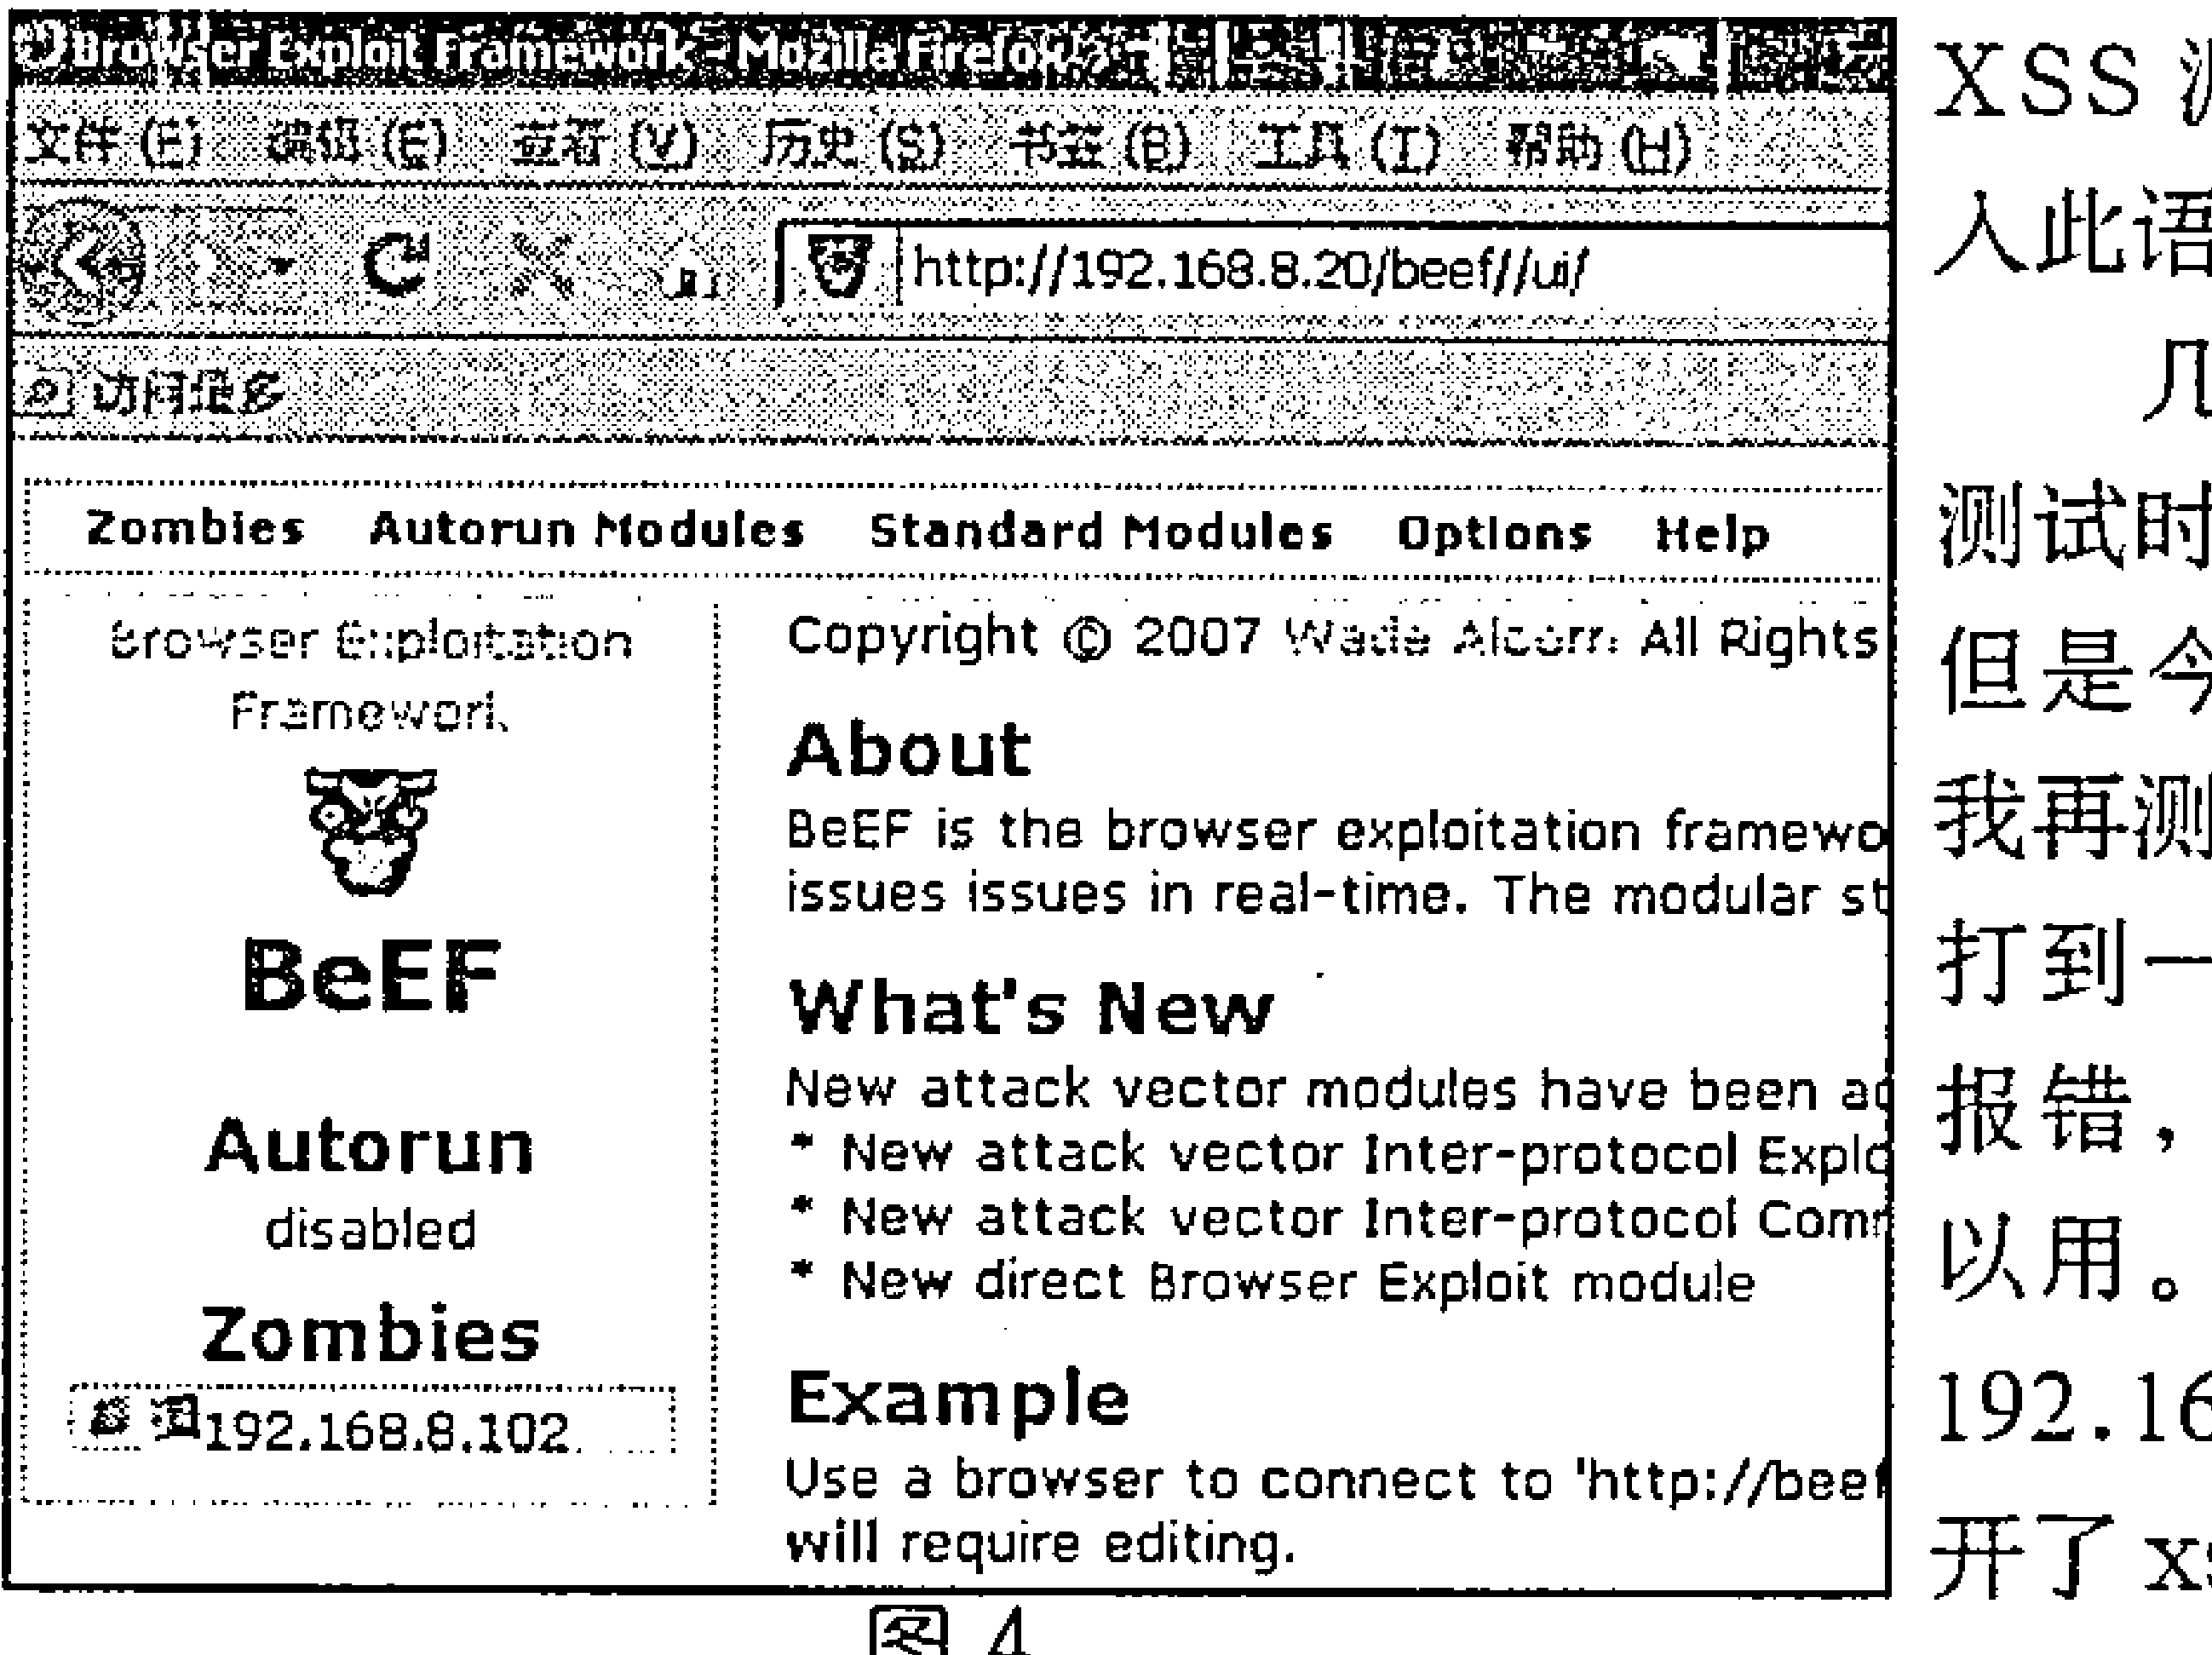 Browser Exploit Framework - Mozilla Firefox
文件(F) 编辑(E) 查看(V) 历史(S) 书签(B) 工具(T) 帮助(H)
http://192.168.8.20/beef//ui/
访问最多
Zombies Autorun Modules Standard Modules Options Help
Browser Exploitation
Framework
BeEF
Autorun
disabled
Zombies
192.168.8.102
Copyright © 2007 Wade Alcorn All Rights
About
BeEF is the browser exploitation framewo
issues issues in real-time. The modular st
What's New
New attack vector modules have been ad
* New attack vector Inter-protocol Explo
* New attack vector Inter-protocol Com
* New direct Browser Exploit module
Example
Use a browser to connect to 'http://beef
will require editing.
图 4
XSS
入此语
几
测试时
但是今
我再测
打到一
报错，
以用。
192.16
开了 xs